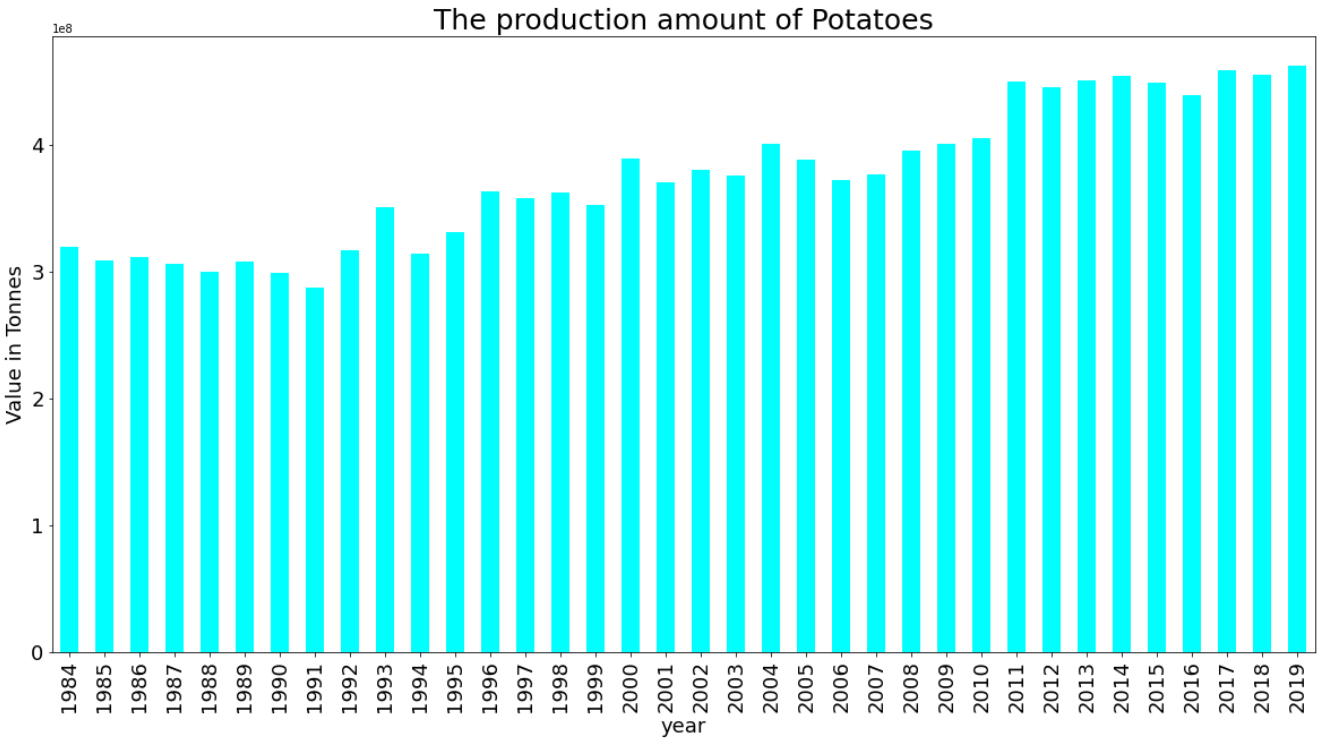 The production amount of Potatoes
1e8
4
3
2
1
0
Value in Tonnes
1984 1985 1986 1987 1988 1989 1990 1991 1992 1993 1994 1995 1996 1997 1998 1999 2000 2001 2002 2003 2004 2005 2006 2007 2008 2009 2010 2011 2012 2013 2014 2015 2016 2017 2018 2019
year